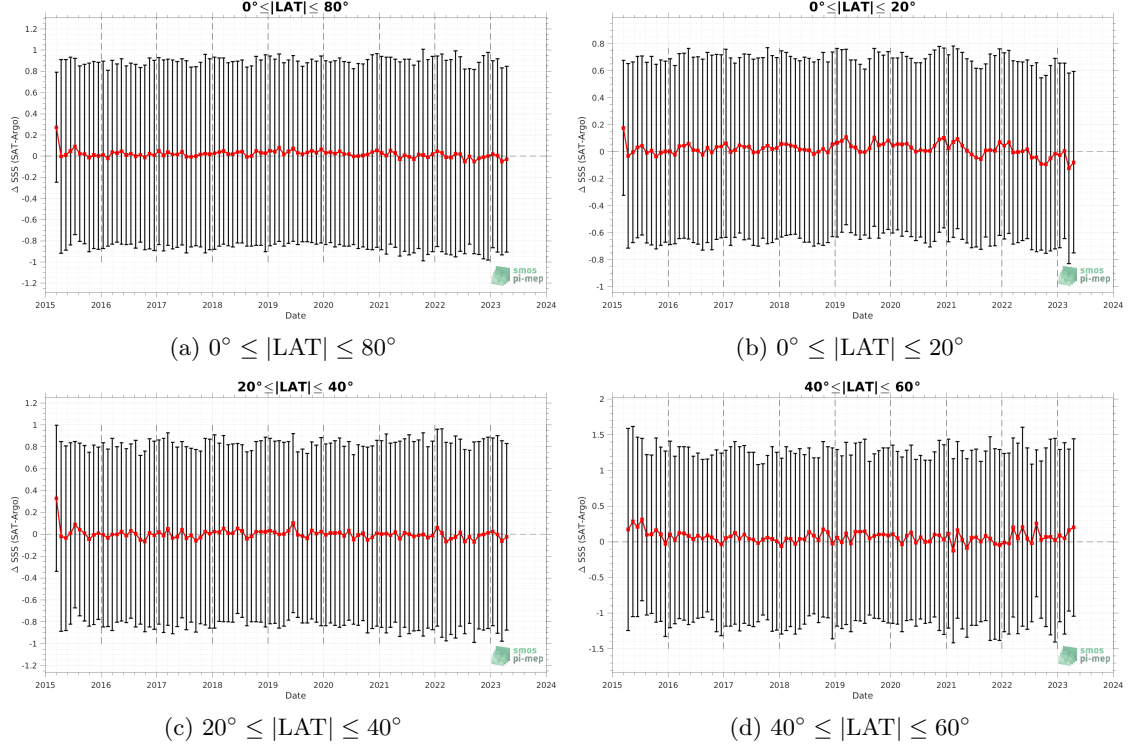 0°≤|LAT|≤ 80°
Δ SSS (SAT-Argo)
1.2
1
0.8
0.6
0.4
0.2
0
-0.2
-0.4
-0.6
-0.8
-1
-1.2
2015 2016 2017 2018 2019 2020 2021 2022 2023 2024
Date
smos
pi-mep
(a) 0° ≤ |LAT| ≤ 80°
0°≤|LAT|≤ 20°
Δ SSS (SAT-Argo)
0.8
0.6
0.4
0.2
0
-0.2
-0.4
-0.6
-0.8
-1
2015 2016 2017 2018 2019 2020 2021 2022 2023 2024
Date
smos
pi-mep
(b) 0° ≤ |LAT| ≤ 20°
20°≤|LAT|≤ 40°
Δ SSS (SAT-Argo)
1.2
1
0.8
0.6
0.4
0.2
0
-0.2
-0.4
-0.6
-0.8
-1
-1.2
2015 2016 2017 2018 2019 2020 2021 2022 2023 2024
Date
smos
pi-mep
(c) 20° ≤ |LAT| ≤ 40°
40°≤|LAT|≤ 60°
Δ SSS (SAT-Argo)
2
1.5
1
0.5
0
-0.5
-1
-1.5
2015 2016 2017 2018 2019 2020 2021 2022 2023 2024
Date
smos
pi-mep
(d) 40° ≤ |LAT| ≤ 60°